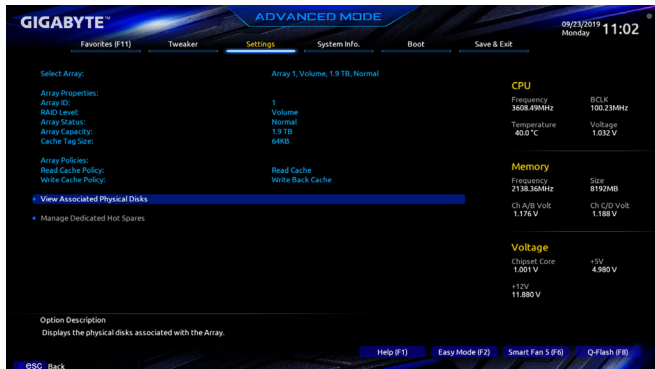 GIGABYTE™
ADVANCED MODE
09/23/2019 Monday 11:02
Favorites (F11) Tweaker Settings System Info. Boot Save & Exit
Select Array: Array 1, Volume, 1.9 TB, Normal
Array Properties:
Array ID: 1
RAID Level: Volume
Array Status: Normal
Array Capacity: 1.9 TB
Cache Tag Size: 64KB
Array Policies:
Read Cache Policy: Read Cache
Write Cache Policy: Write Back Cache
View Associated Physical Disks
Manage Dedicated Hot Spares
CPU
Frequency BCLK
3608.49MHz 100.23MHz
Temperature Voltage
40.0 °C 1.032 V
Memory
Frequency Size
2138.36MHz 8192MB
Ch A/B Volt Ch C/D Volt
1.176 V 1.188 V
Voltage
Chipset Core +5V
1.001 V 4.980 V
+12V
11.880 V
Option Description
Displays the physical disks associated with the Array.
Help (F1) Easy Mode (F2) Smart Fan 5 (F6) Q-Flash (F8)
esc Back